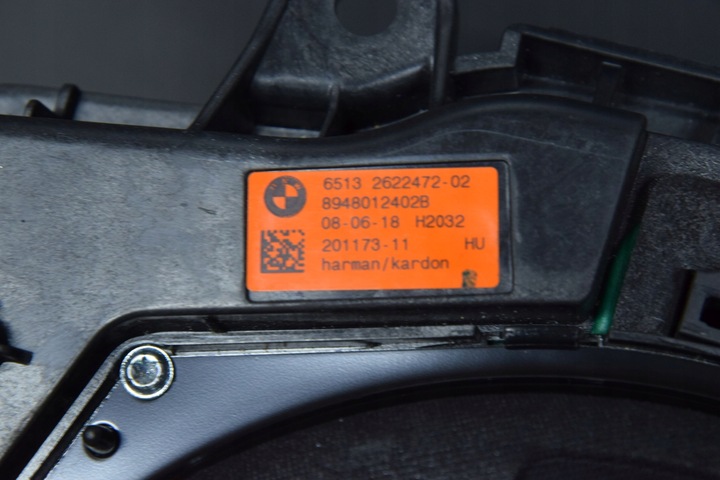 6513 2622472-02
8948012402B
08-06-18 H2032
201173-11 HU
harman/kardon